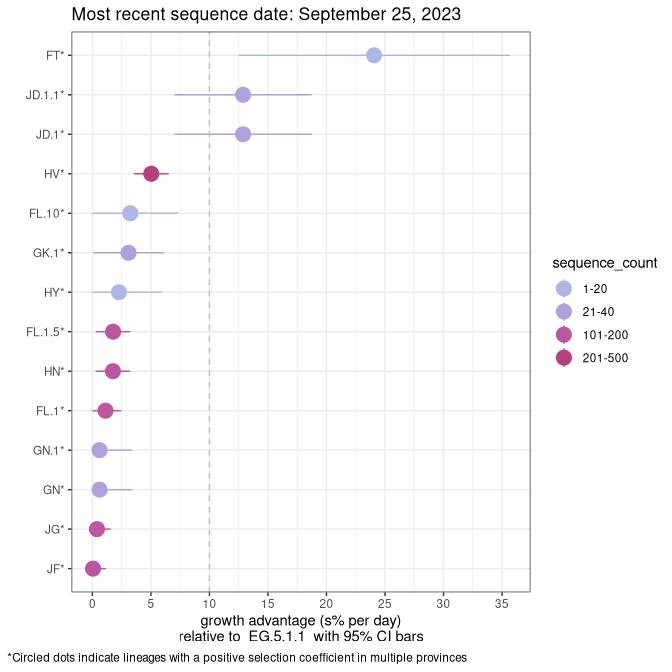 Most recent sequence date: September 25, 2023
FT*
JD.1.1*
JD.1*
HV*
FL.10*
GK.1*
HY*
FL.1.5*
HN*
FL.1*
GN.1*
GN*
JG*
JF*
0 5 10 15 20 25 30 35
growth advantage (s% per day)
relative to EG.5.1.1 with 95% CI bars
sequence_count
1-20
21-40
101-200
201-500
*Circled dots indicate lineages with a positive selection coefficient in multiple provinces